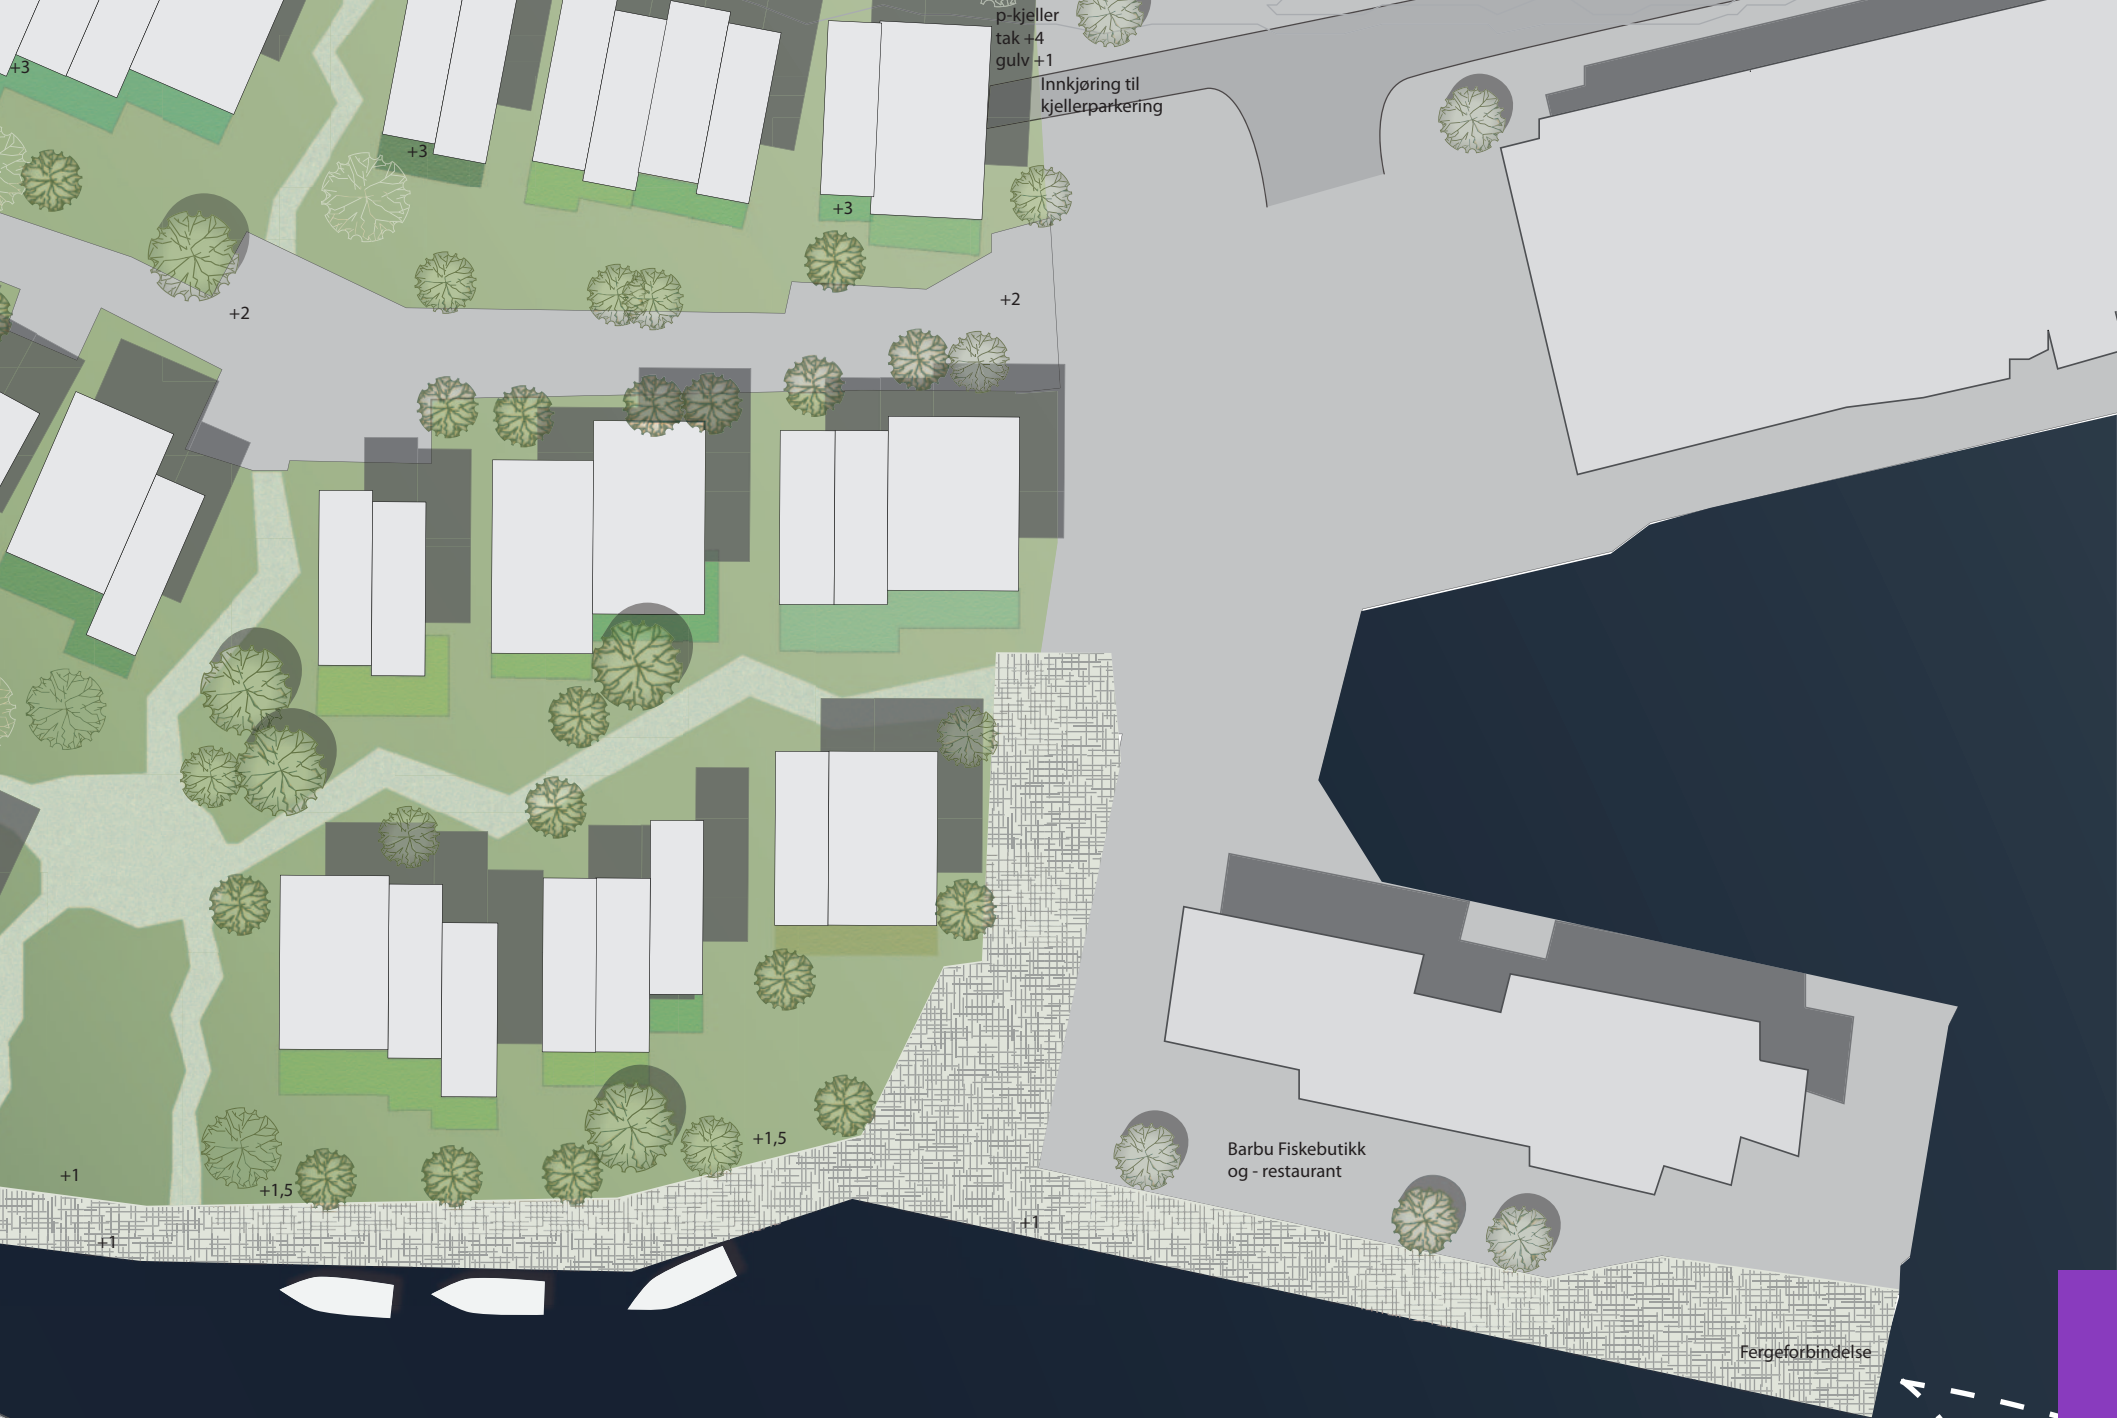 p-kjeller
tak +4
gulv +1
Innkjøring til
kjellerparkering
+3
+3
+3
+2
+2
+1,5
+1
+1,5
+1
+1
Barbu Fiskebutikk
og - restaurant
Fergeforbindelse